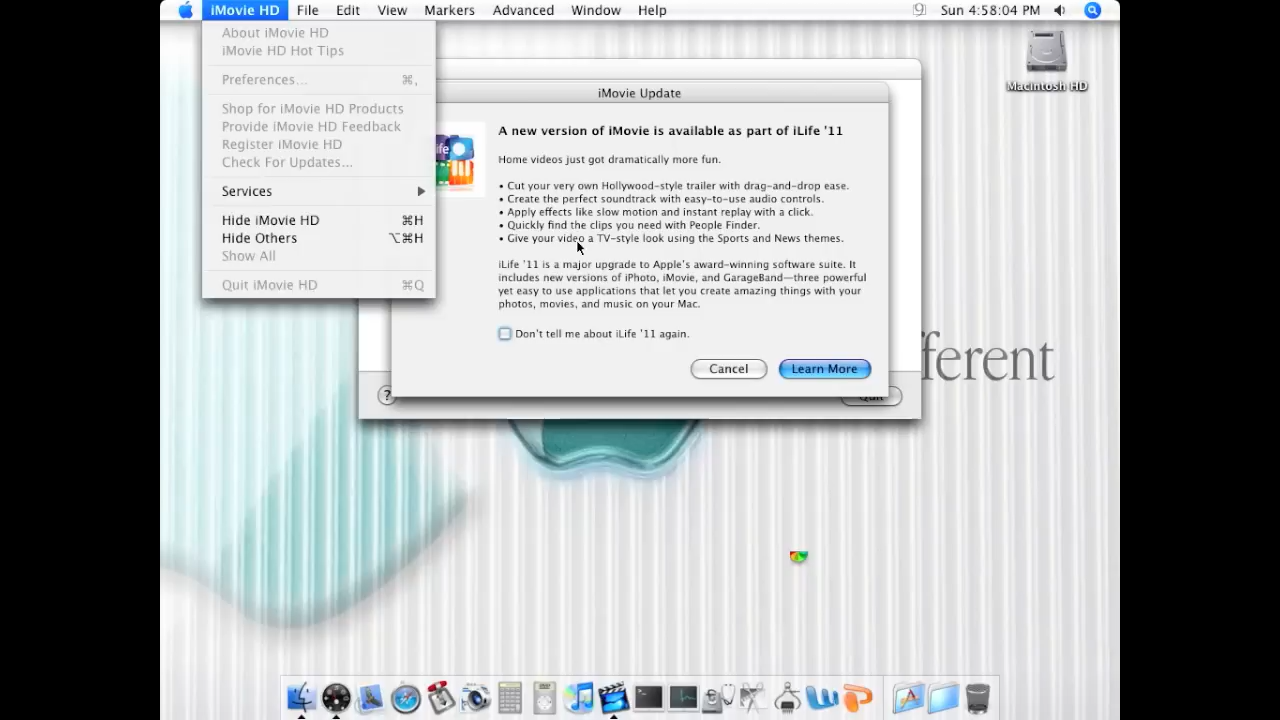 iMovie HD File Edit View Markers Advanced Window Help Sun 4:58:04 PM
About iMovie HD
iMovie HD Hot Tips
Preferences... ⌘,
Shop for iMovie HD Products
Provide iMovie HD Feedback
Register iMovie HD
Check For Updates...
Services
Hide iMovie HD ⌘H
Hide Others ⌥⌘H
Show All
Quit iMovie HD ⌘Q
Macintosh HD
iMovie Update
A new version of iMovie is available as part of iLife '11
Home videos just got dramatically more fun.
• Cut your very own Hollywood-style trailer with drag-and-drop ease.
• Create the perfect soundtrack with easy-to-use audio controls.
• Apply effects like slow motion and instant replay with a click.
• Quickly find the clips you need with People Finder.
• Give your video a TV-style look using the Sports and News themes.
iLife '11 is a major upgrade to Apple's award-winning software suite. It
includes new versions of iPhoto, iMovie, and GarageBand—three powerful
yet easy to use applications that let you create amazing things with your
photos, movies, and music on your Mac.
Don't tell me about iLife '11 again.
Cancel Learn More
? Quit
fferent